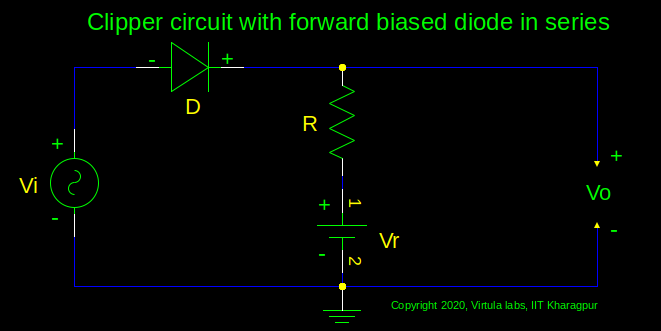 Clipper circuit with forward biased diode in series
- +
D
R
+
Vi
-
+
1
Vr
-
2
+
Vo
-
Copyright 2020, Virtula labs, IIT Kharagpur